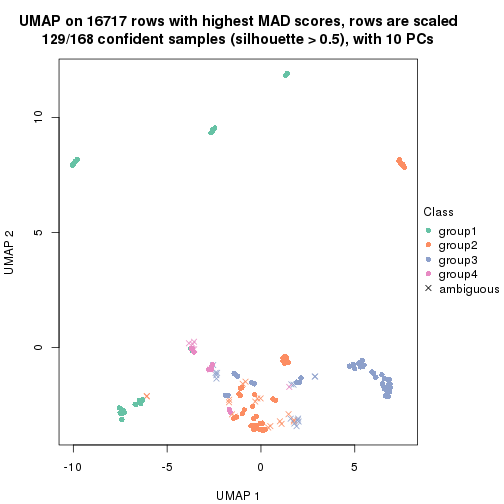 UMAP on 16717 rows with highest MAD scores, rows are scaled
129/168 confident samples (silhouette > 0.5), with 10 PCs
10
5
0
UMAP 2
-10
-5
0
5
UMAP 1
Class
group1
group2
group3
group4
ambiguous